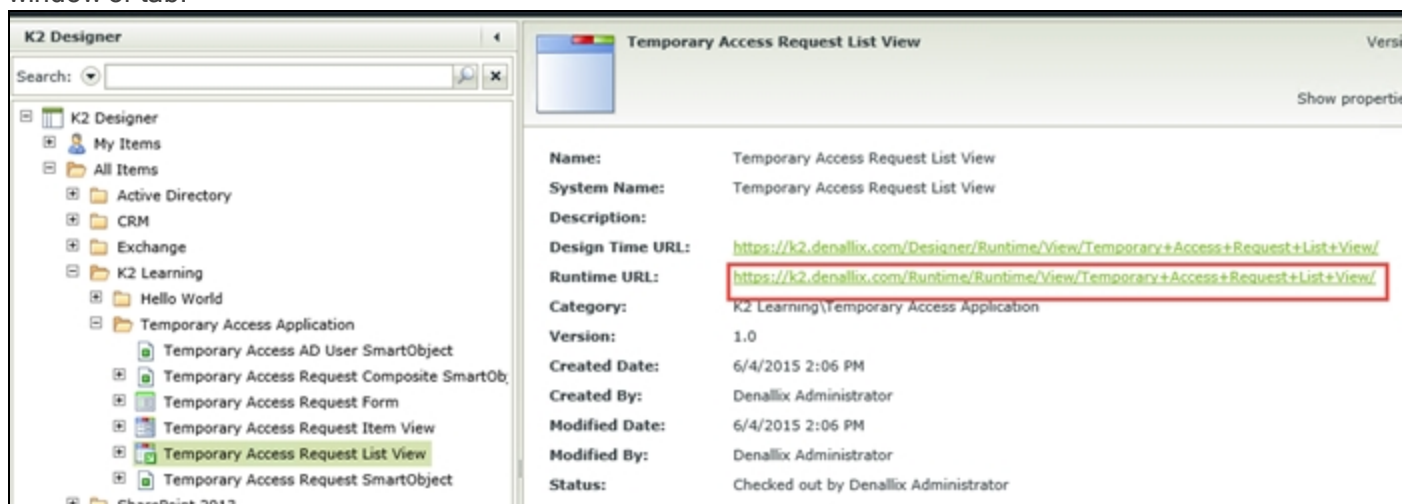 window or tab.
K2 Designer
Search:
K2 Designer
My Items
All Items
Active Directory
CRM
Exchange
K2 Learning
Hello World
Temporary Access Application
Temporary Access AD User SmartObject
Temporary Access Request Composite SmartOb
Temporary Access Request Form
Temporary Access Request Item View
Temporary Access Request List View
Temporary Access Request SmartObject
SharePoint 2013
Temporary Access Request List View
Versi
Show propertie
Name: Temporary Access Request List View
System Name: Temporary Access Request List View
Description:
Design Time URL: https://k2.denallix.com/Designer/Runtime/View/Temporary+Access+Request+List+View/
Runtime URL: https://k2.denallix.com/Runtime/Runtime/View/Temporary+Access+Request+List+View/
Category: K2 Learning\Temporary Access Application
Version: 1.0
Created Date: 6/4/2015 2:06 PM
Created By: Denallix Administrator
Modified Date: 6/4/2015 2:06 PM
Modified By: Denallix Administrator
Status: Checked out by Denallix Administrator